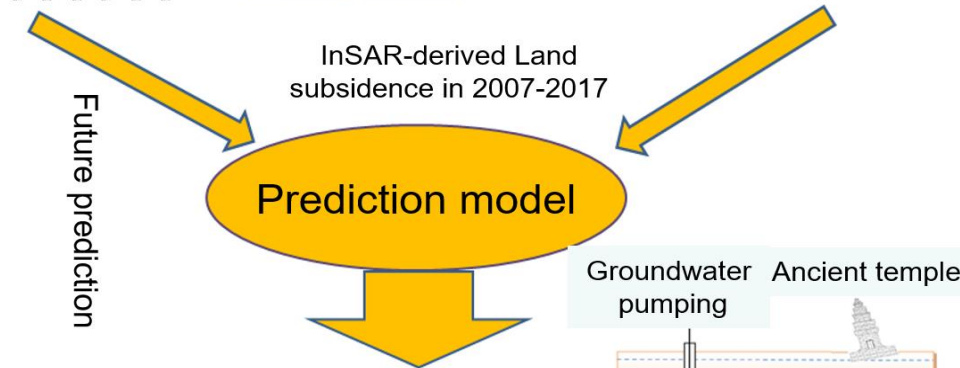 InSAR-derived Land
subsidence in 2007-2017
Future prediction
Prediction model
Groundwater
pumping
Ancient temple